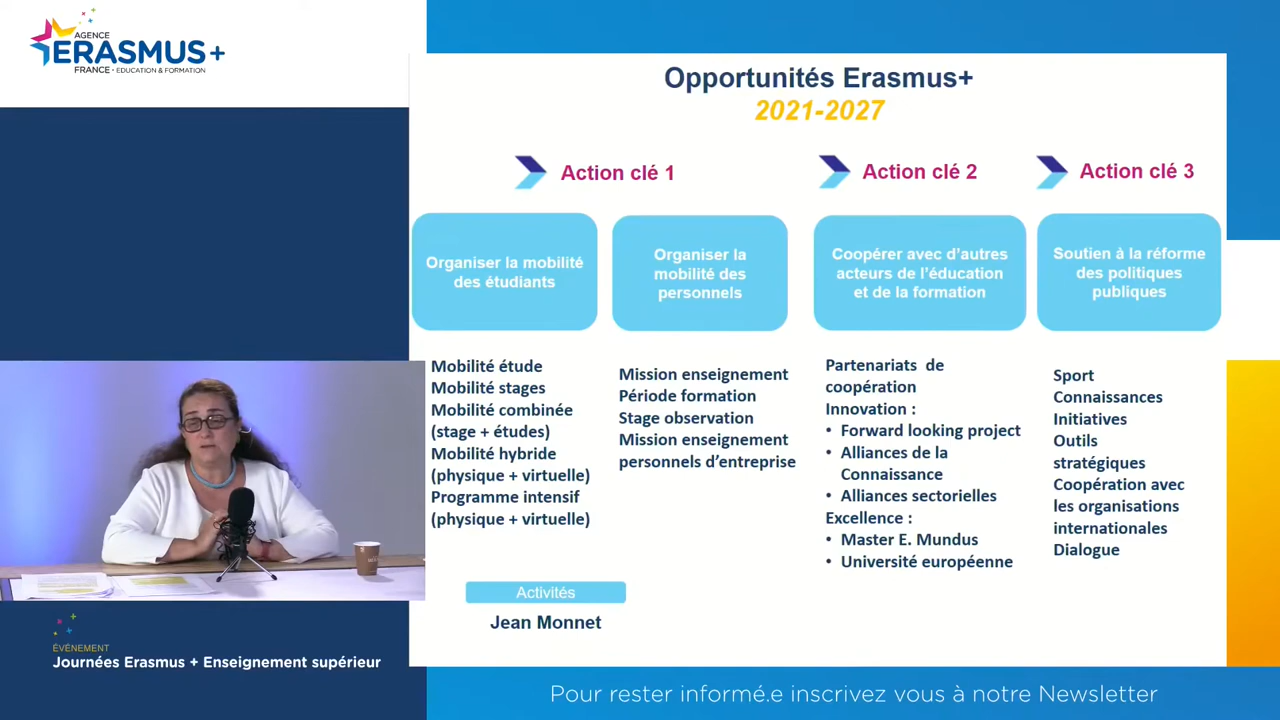 AGENCE
ERASMUS+
FRANCE • EDUCATION & FORMATION
Opportunités Erasmus+
2021-2027
Action clé 1
Action clé 2
Action clé 3
Organiser la mobilité
des étudiants
Organiser la
mobilité des
personnels
Coopérer avec d'autres
acteurs de l'éducation
et de la formation
Soutien à la réforme
des politiques
publiques
Mobilité étude
Mobilité stages
Mobilité combinée
(stage + études)
Mobilité hybride
(physique + virtuelle)
Programme intensif
(physique + virtuelle)
Mission enseignement
Période formation
Stage observation
Mission enseignement
personnels d'entreprise
Partenariats de
coopération
Innovation :
• Forward looking project
• Alliances de la
Connaissance
• Alliances sectorielles
Excellence :
• Master E. Mundus
• Université européenne
Sport
Connaissances
Initiatives
Outils
stratégiques
Coopération avec
les organisations
internationales
Dialogue
Activités
Jean Monnet
ÉVÉNEMENT
Journées Erasmus + Enseignement supérieur
Pour rester informé.e inscrivez vous à notre Newsletter